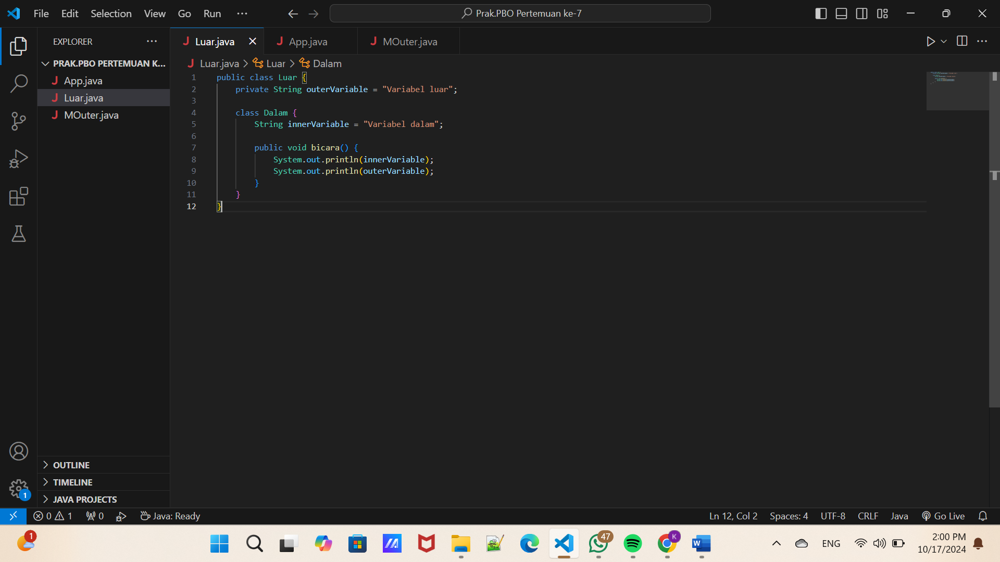 File Edit Selection View Go Run ···
Prak.PBO Pertemuan ke-7
EXPLORER ···
PRAK.PBO PERTEMUAN K...
App.java
Luar.java
MOuter.java
OUTLINE
TIMELINE
JAVA PROJECTS
1
Luar.java App.java MOuter.java
Luar.java > Luar > Dalam
1 public class Luar {
2 private String outerVariable = "Variabel luar";
3
4 class Dalam {
5 String innerVariable = "Variabel dalam";
6
7 public void bicara() {
8 System.out.println(innerVariable);
9 System.out.println(outerVariable);
10 }
11 }
12 }
0 1 0 Java: Ready Ln 12, Col 2 Spaces: 4 UTF-8 CRLF Java Go Live
1 47 K W ENG 2:00 PM
10/17/2024